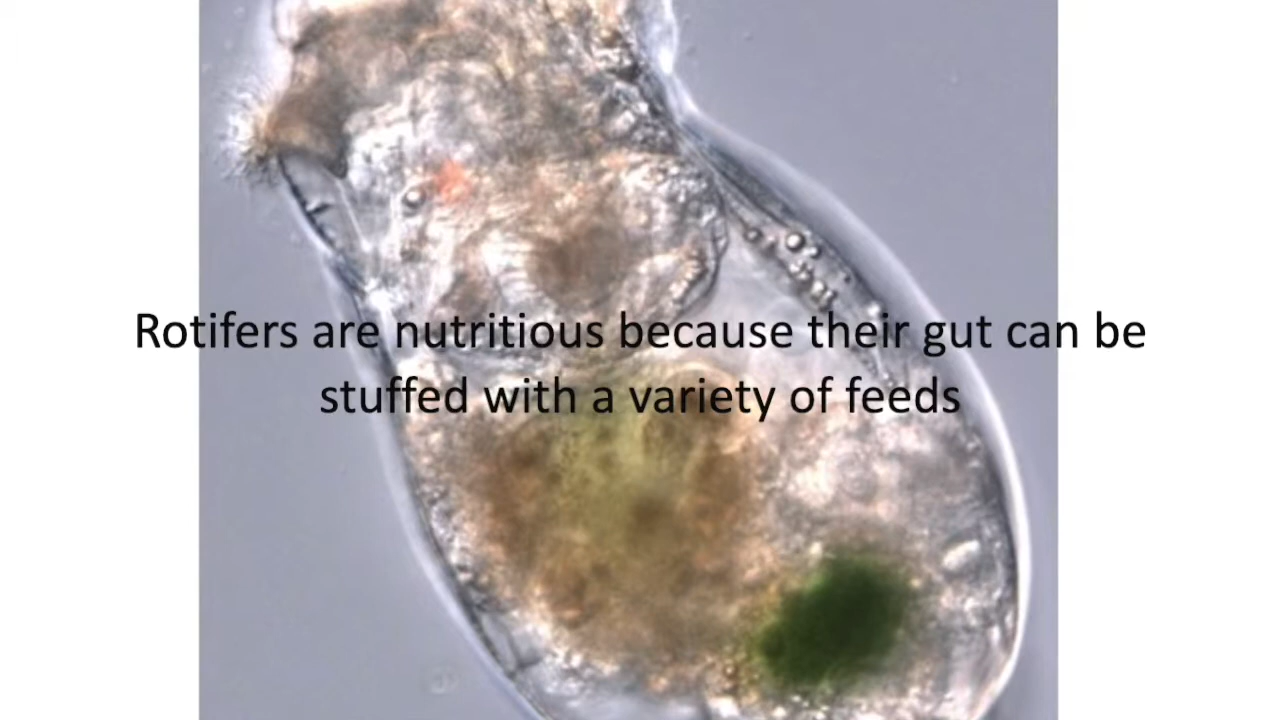 Rotifers are nutritious because their gut can be
stuffed with a variety of feeds